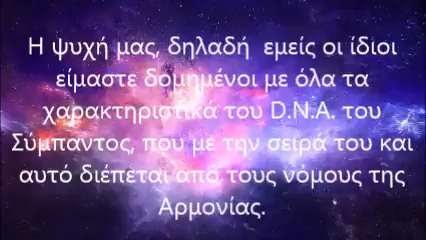 Η ψυχή μας, δηλαδή εμείς οι ίδιοι
είμαστε δομημένοι με όλα τα
χαρακτηριστικά του D.N.A. του
Σύμπαντος, που με την σειρά του και
αυτό διέπεται από τους νόμους της
Αρμονίας.